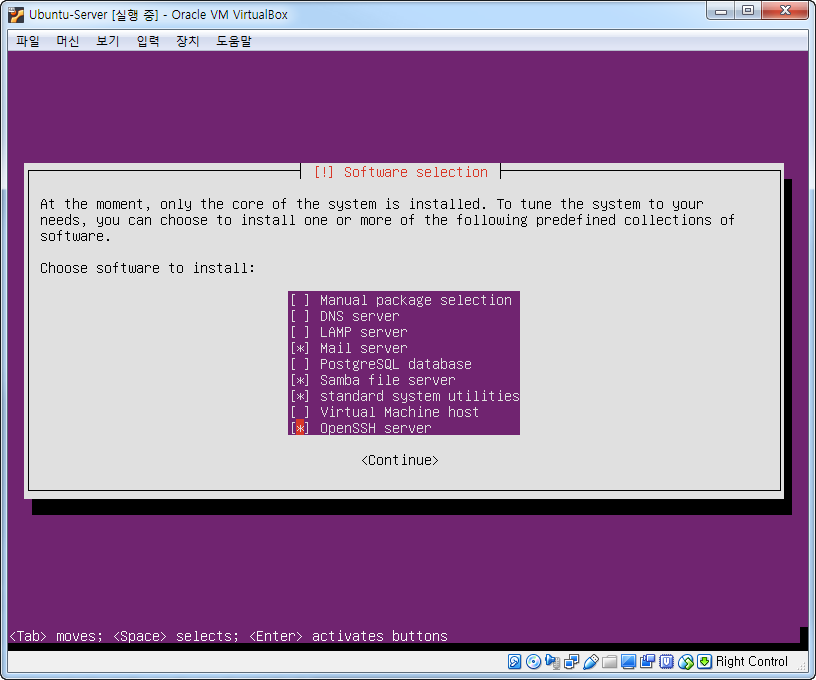 Ubuntu-Server [실행 중] - Oracle VM VirtualBox
파일 머신 보기 입력 장치 도움말
[!] Software selection
At the moment, only the core of the system is installed. To tune the system to your
needs, you can choose to install one or more of the following predefined collections of
software.
Choose software to install:
[ ] Manual package selection
[ ] DNS server
[ ] LAMP server
[*] Mail server
[ ] PostgreSQL database
[*] Samba file server
[*] standard system utilities
[ ] Virtual Machine host
[*] OpenSSH server
<Continue>
<Tab> moves; <Space> selects; <Enter> activates buttons
Right Control